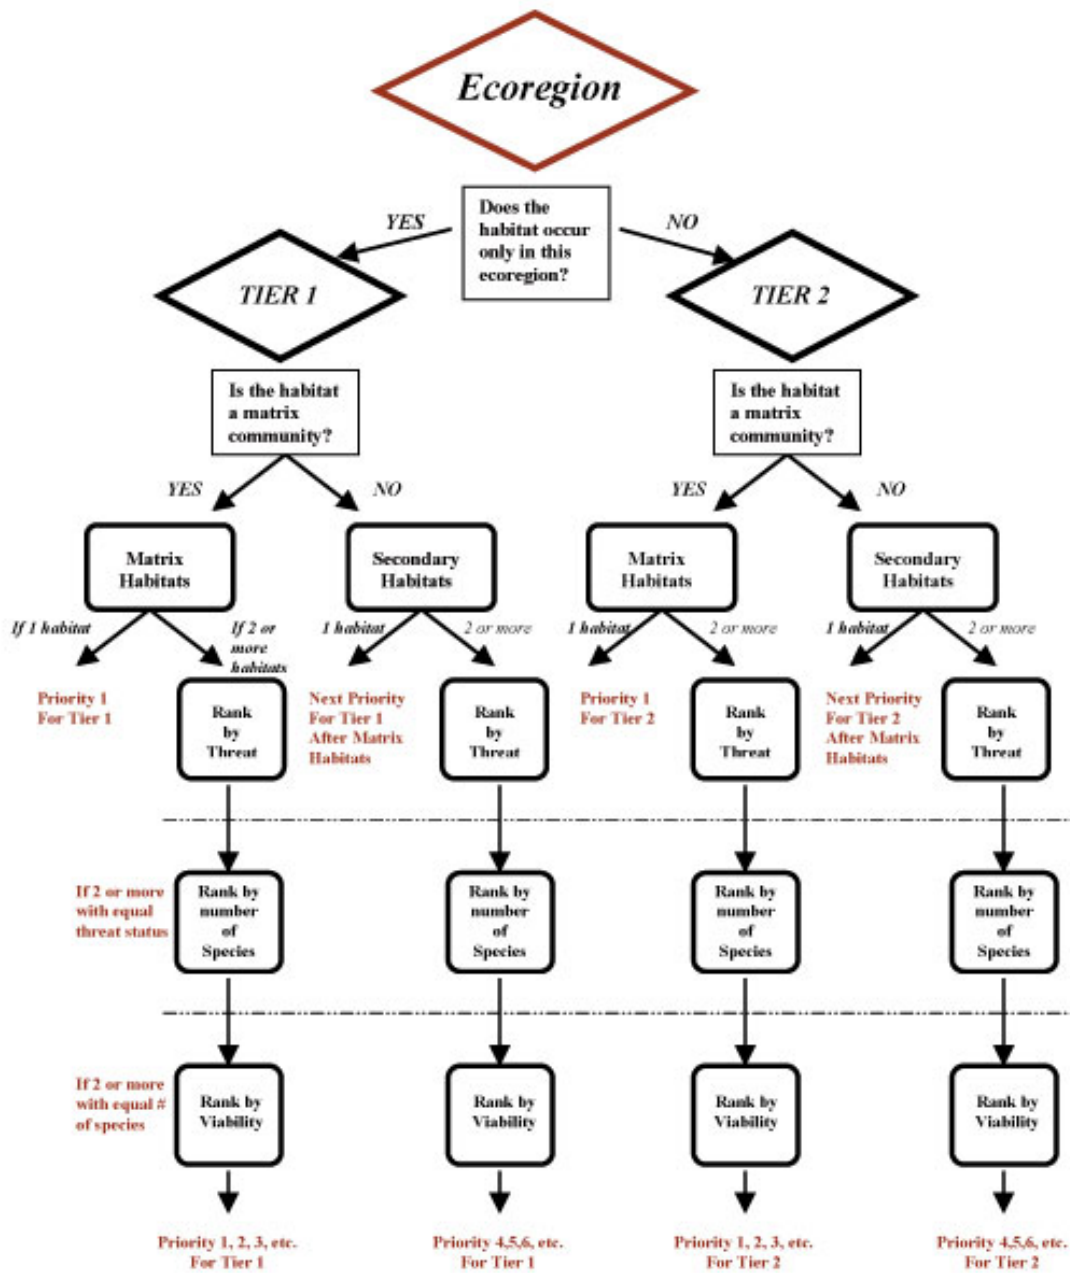 Ecoregion
Does the
habitat occur
only in this
ecoregion?
YES
NO
TIER 1
TIER 2
Is the habitat
a matrix
community?
Is the habitat
a matrix
community?
YES
NO
YES
NO
Matrix
Habitats
Secondary
Habitats
Matrix
Habitats
Secondary
Habitats
If 1 habitat
If 2 or
more
habitats
1 habitat
2 or more
1 habitat
2 or more
1 habitat
2 or more
Priority 1
For Tier 1
Rank
by
Threat
Next Priority
For Tier 1
After Matrix
Habitats
Rank
by
Threat
Priority 1
For Tier 2
Rank
by
Threat
Next Priority
For Tier 2
After Matrix
Habitats
Rank
by
Threat
If 2 or more
with equal
threat status
Rank by
number
of
Species
Rank by
number
of
Species
Rank by
number
of
Species
Rank by
number
of
Species
If 2 or more
with equal #
of species
Rank by
Viability
Rank by
Viability
Rank by
Viability
Rank by
Viability
Priority 1, 2, 3, etc.
For Tier 1
Priority 4,5,6, etc.
For Tier 1
Priority 1, 2, 3, etc.
For Tier 2
Priority 4,5,6, etc.
For Tier 2